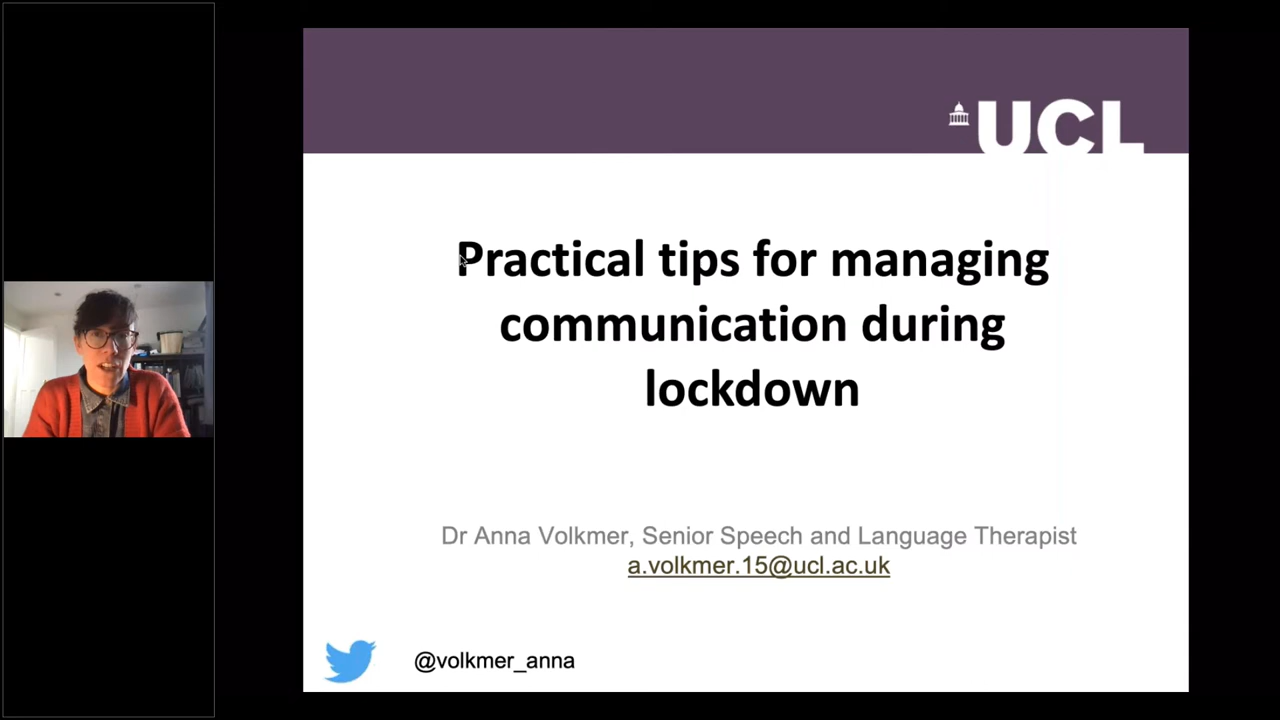 UCL
Practical tips for managing
communication during
lockdown
Dr Anna Volkmer, Senior Speech and Language Therapist
a.volkmer.15@ucl.ac.uk
@volkmer_anna